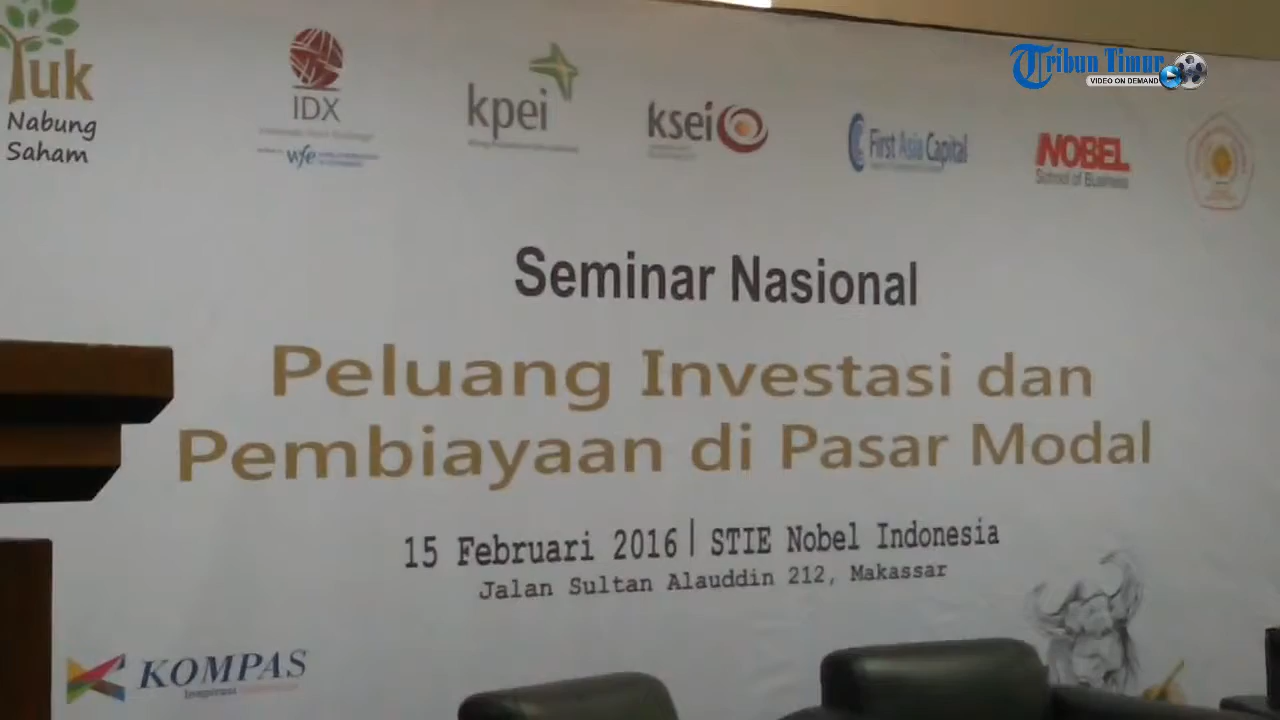 Tribun Timur
VIDEO ON DEMAND
Yuk
Nabung
Saham
IDX
wfe
kpei
ksei
First Asia Capital
NOBEL
School of Business
Seminar Nasional
Peluang Investasi dan
Pembiayaan di Pasar Modal
15 Februari 2016 | STIE Nobel Indonesia
Jalan Sultan Alauddin 212, Makassar
KOMPAS